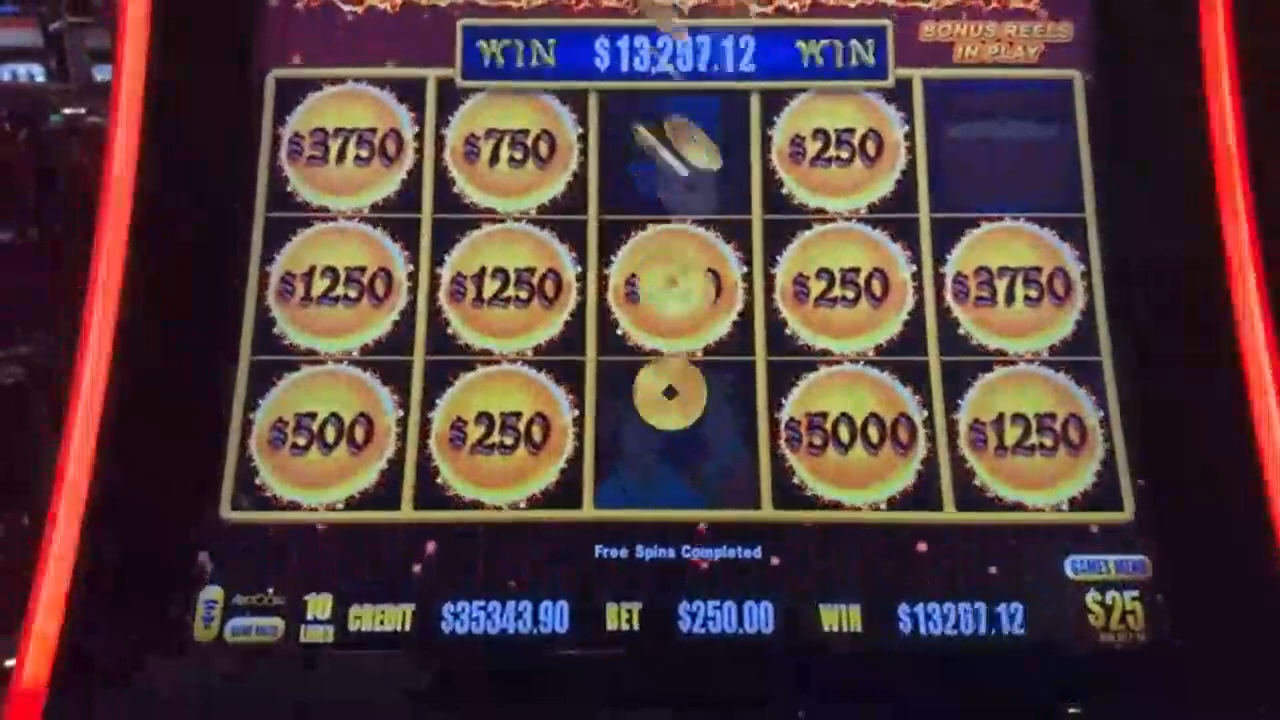 WIN $13,297.12 WIN
BONUS REELS
IN PLAY
$3750 $750 $250
$1250 $1250 $250 $3750
$500 $250 $5000 $1250
Free Spins Completed
GAMES MENU
10 CREDIT $35343.90 BET $250.00 WIN $13267.12 $25
LINES